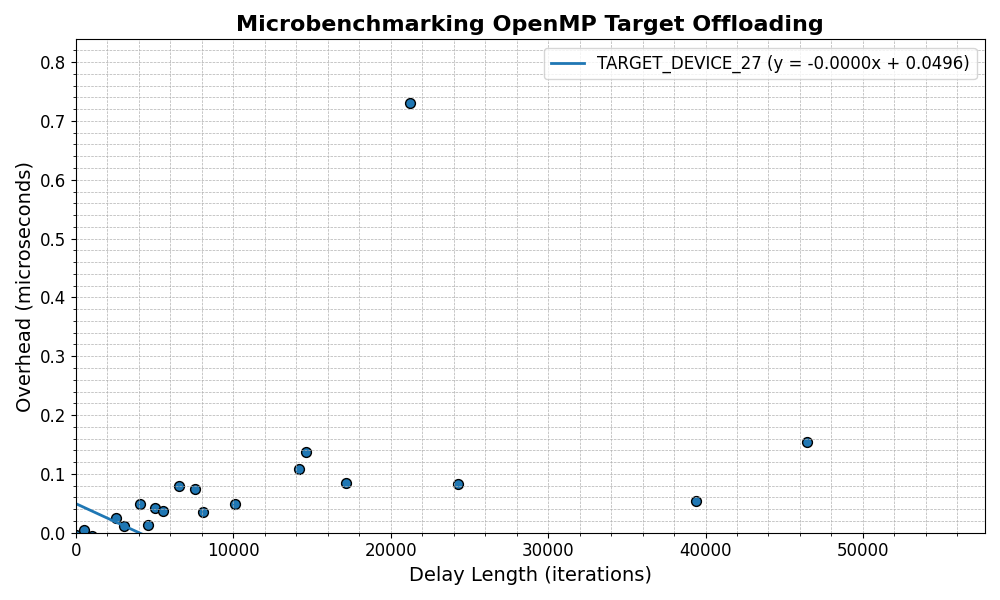 Microbenchmarking OpenMP Target Offloading
TARGET_DEVICE_27 (y = -0.0000x + 0.0496)
Overhead (microseconds)
0.8
0.7
0.6
0.5
0.4
0.3
0.2
0.1
0.0
0 10000 20000 30000 40000 50000
Delay Length (iterations)